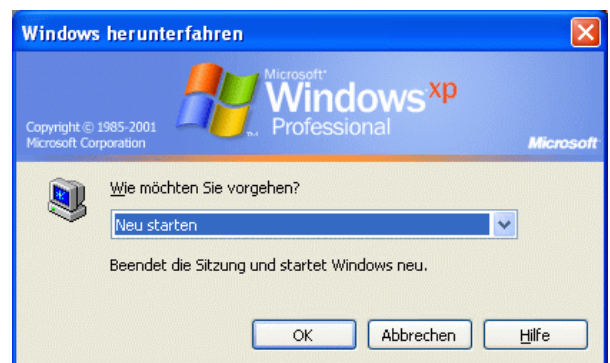 Windows herunterfahren
Microsoft
Windows xp
Professional
Copyright © 1985-2001
Microsoft Corporation
Microsoft
Wie möchten Sie vorgehen?
Neu starten
Beendet die Sitzung und startet Windows neu.
OK Abbrechen Hilfe